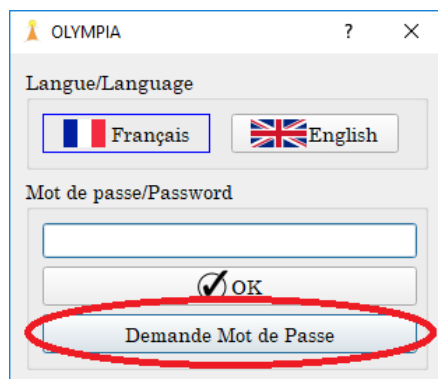 OLYMPIA ?
Langue/Language
Français English
Mot de passe/Password
OK
Demande Mot de Passe